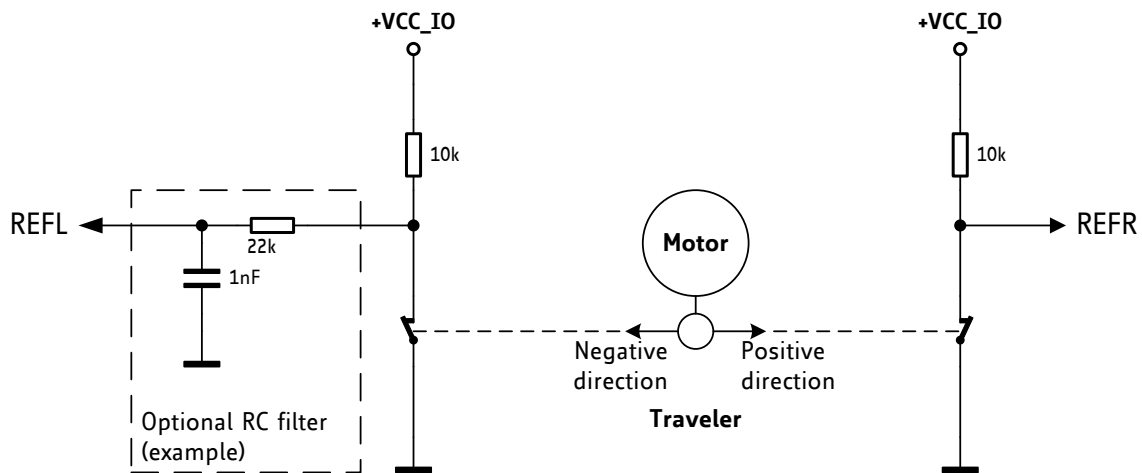 +VCC_IO
+VCC_IO
10k
10k
REFL
22k
1nF
Motor
REFR
Negative
direction
Positive
direction
Traveler
Optional RC filter
(example)